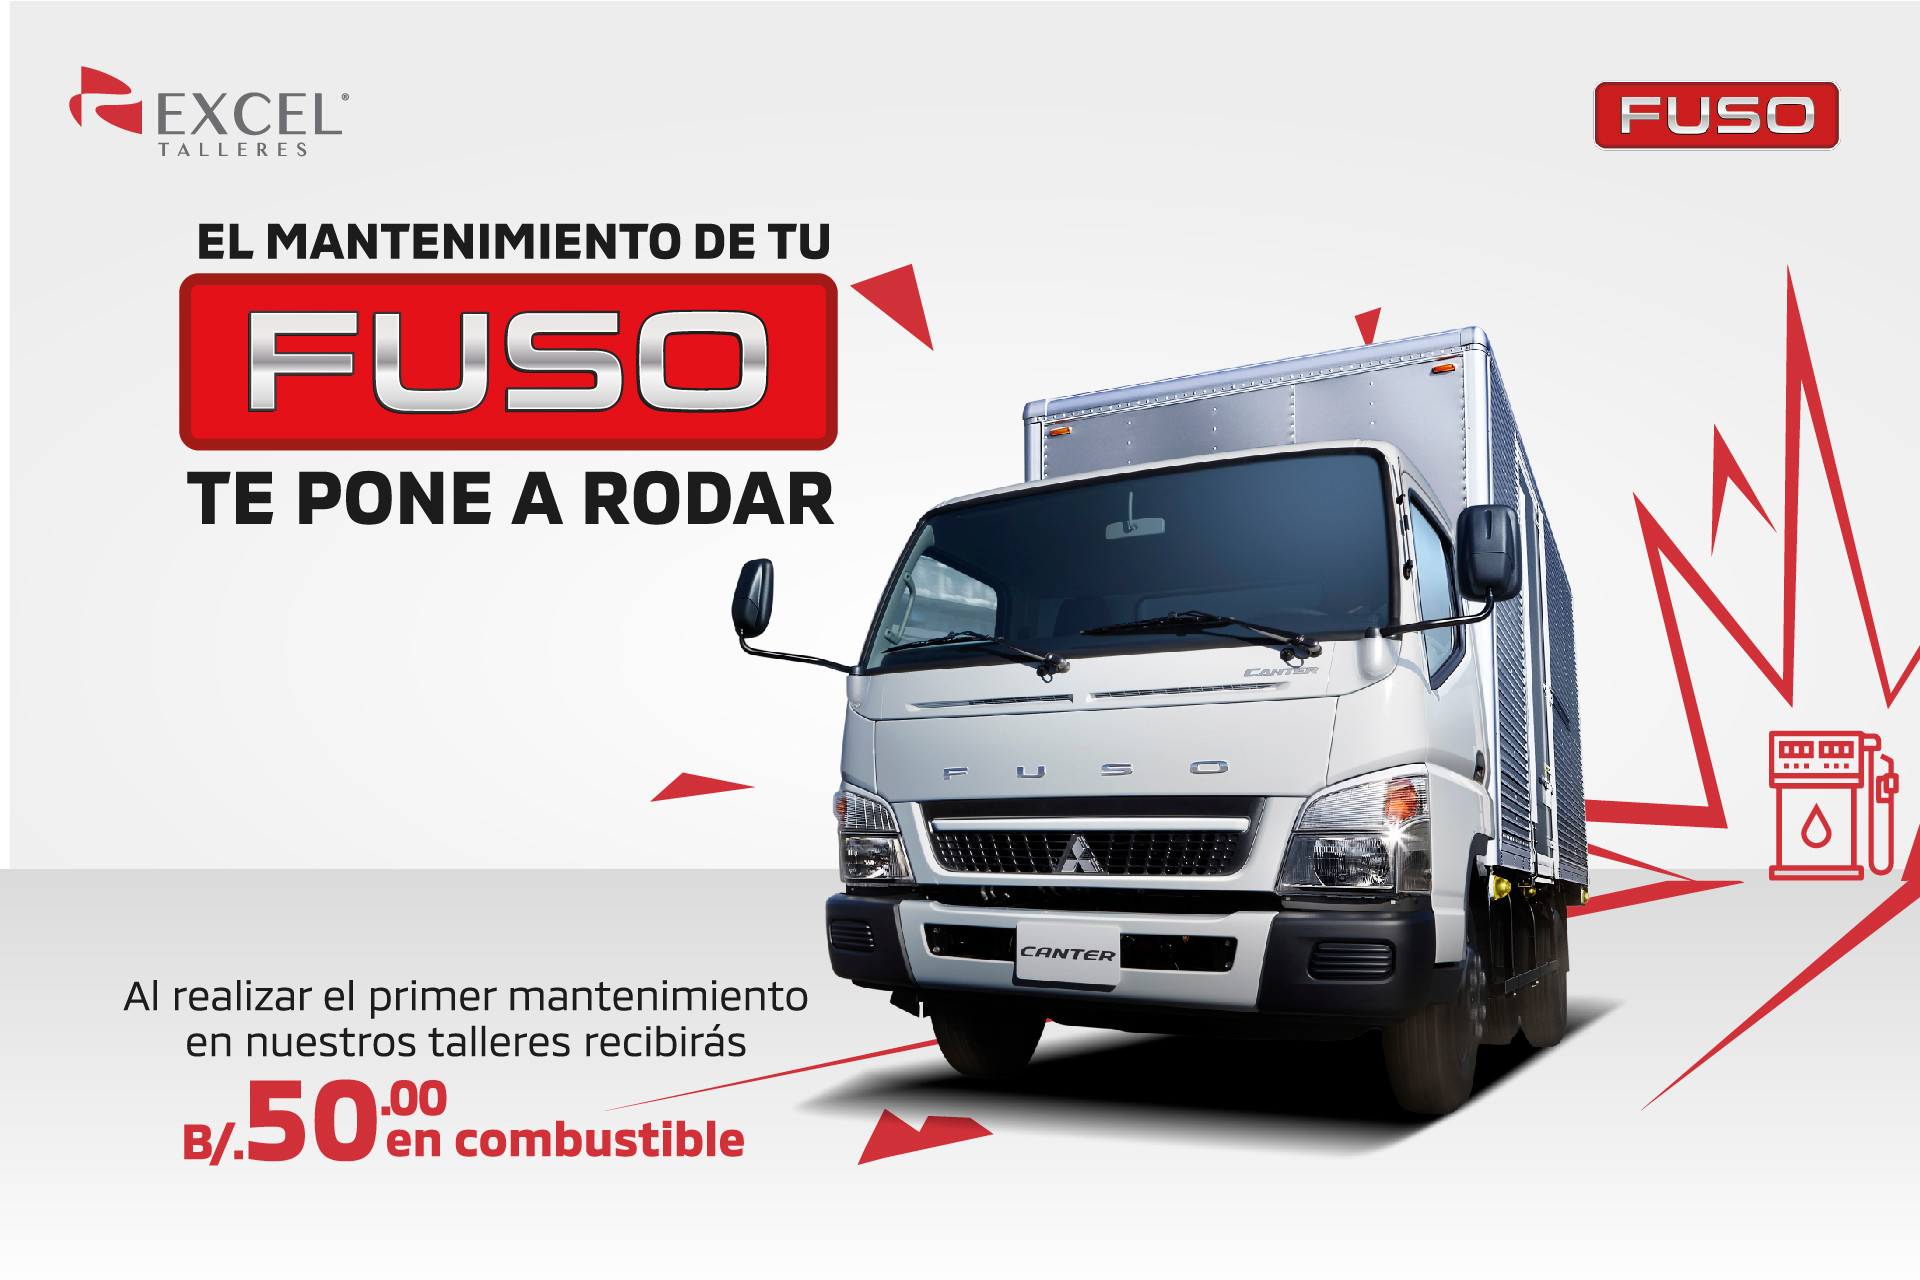 EXCEL®
TALLERES
FUSO
EL MANTENIMIENTO DE TU
FUSO
TE PONE A RODAR
CANTER
FUSO
CANTER
Al realizar el primer mantenimiento
en nuestros talleres recibirás
B/.50.00 en combustible